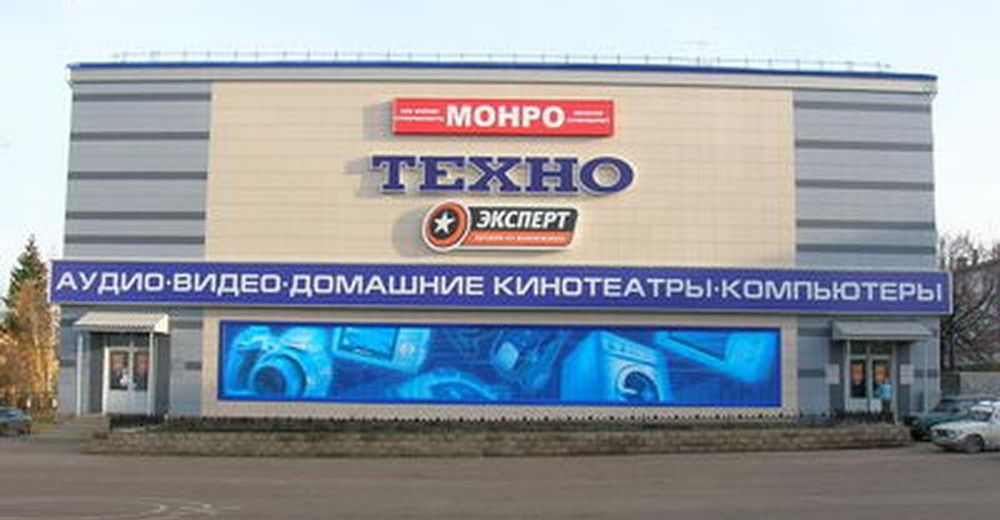 МОНРО
ТЕХНО
ЭКСПЕРТ
АУДИО·ВИДЕО·ДОМАШНИЕ КИНОТЕАТРЫ·КОМПЬЮТЕРЫ